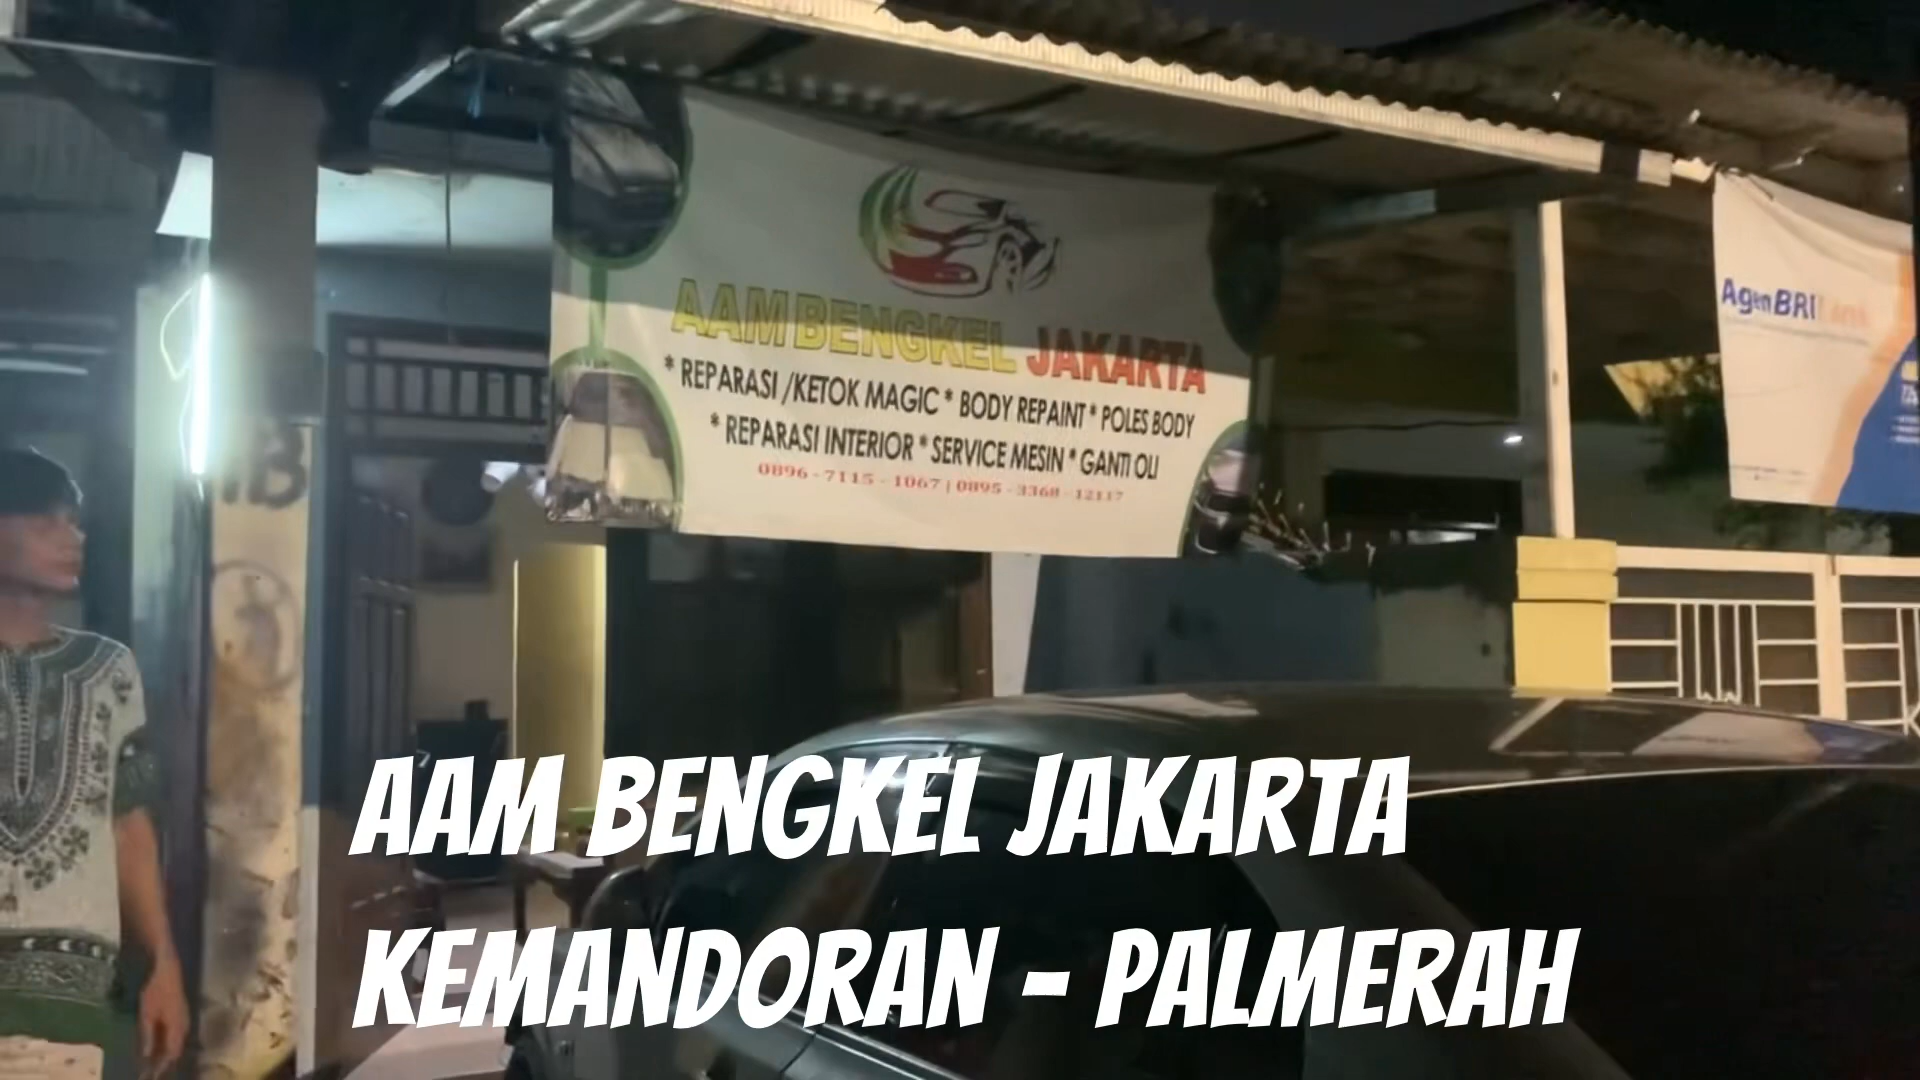 AAM BENGKEL JAKARTA
* REPARASI /KETOK MAGIC * BODY REPAINT * POLES BODY
* REPARASI INTERIOR * SERVICE MESIN * GANTI OLI
0896 - 7115 - 1067 | 0895 - 3368 - 12117
AgenBRILink
AAM BENGKEL JAKARTA
KEMANDORAN - PALMERAH